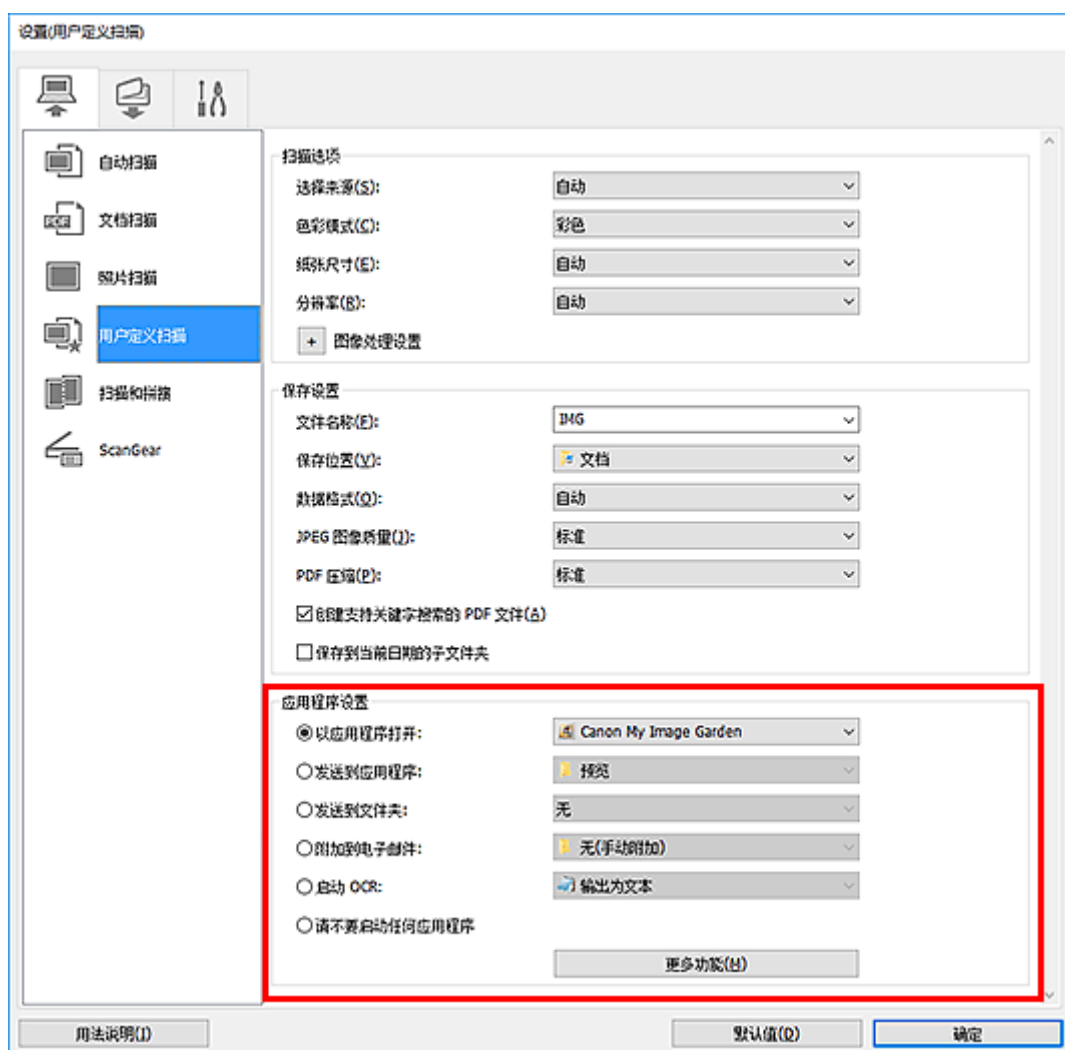 设置(用户定义扫描)
自动扫描
PDF 文档扫描
照片扫描
用户定义扫描
扫描和拼接
ScanGear
扫描选项
选择来源(S): 自动
色彩模式(C): 彩色
纸张尺寸(E): 自动
分辨率(R): 自动
+ 图像处理设置
保存设置
文件名称(F): IMG
保存位置(V): 文档
数据格式(O): 自动
JPEG 图像质量(J): 标准
PDF 压缩(P): 标准
创建支持关键字搜索的 PDF 文件(A)
保存到当前日期的子文件夹
应用程序设置
以应用程序打开: Canon My Image Garden
发送到应用程序: 预览
发送到文件夹: 无
附加到电子邮件: 无(手动附加)
启动 OCR: 输出为文本
请不要启动任何应用程序
更多功能(H)
用法说明(I) 默认值(D) 确定